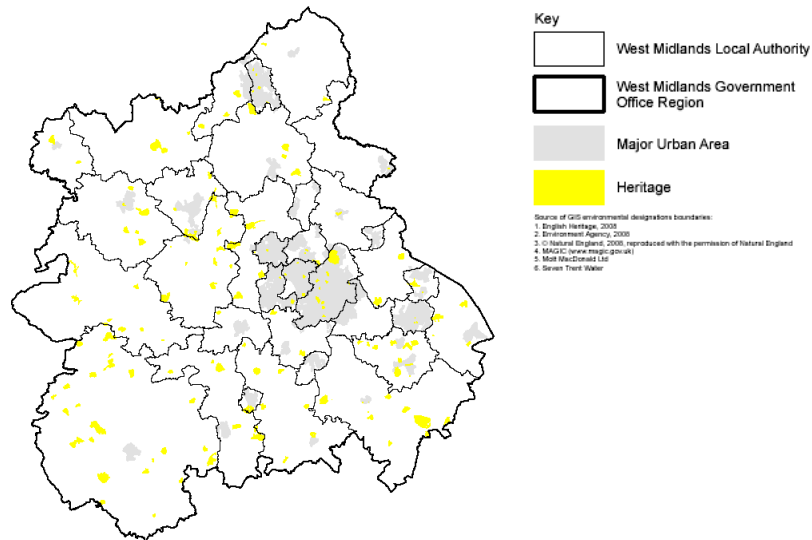 Key
West Midlands Local Authority
West Midlands Government
Office Region
Major Urban Area
Heritage
Source of GIS environmental designations boundaries:
1. English Heritage, 2008
2. Environment Agency, 2008
3. © Natural England, 2008, reproduced with the permission of Natural England
4. MAGIC (www.magic.gov.uk)
5. Mott MacDonald Ltd
6. Seven Trent Water